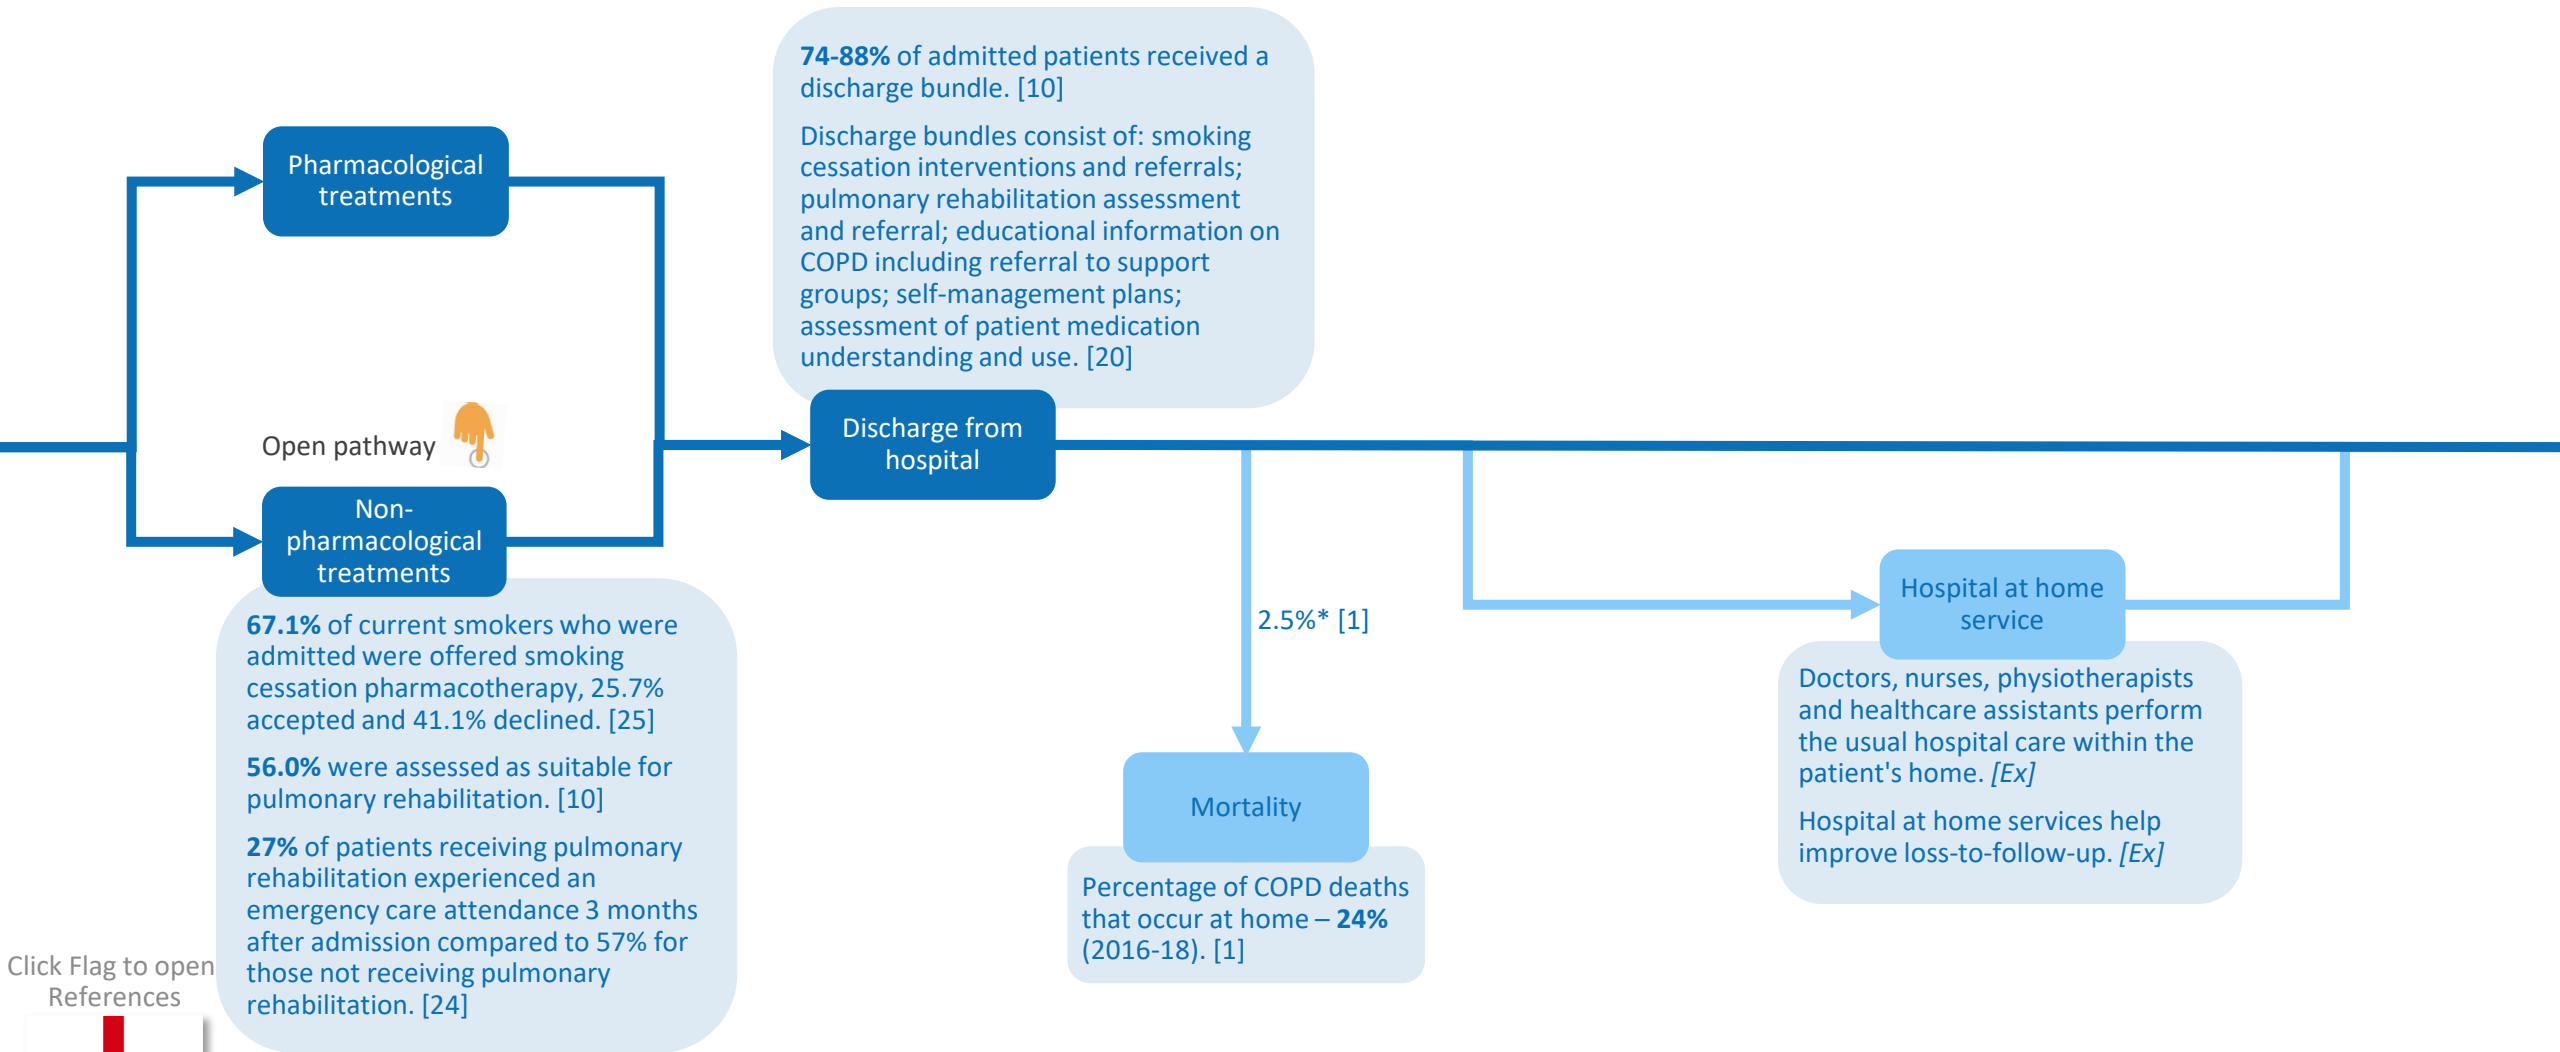 74-88% of admitted patients received a
discharge bundle. [10]
Discharge bundles consist of: smoking
cessation interventions and referrals;
pulmonary rehabilitation assessment
and referral; educational information on
COPD including referral to support
groups; self-management plans;
assessment of patient medication
understanding and use. [20]
Pharmacological
treatments
Open pathway
Discharge from
hospital
Non-
pharmacological
treatments
67.1% of current smokers who were
admitted were offered smoking
cessation pharmacotherapy, 25.7%
accepted and 41.1% declined. [25]
56.0% were assessed as suitable for
pulmonary rehabilitation. [10]
27% of patients receiving pulmonary
rehabilitation experienced an
emergency care attendance 3 months
after admission compared to 57% for
those not receiving pulmonary
rehabilitation. [24]
2.5%* [1]
Mortality
Percentage of COPD deaths
that occur at home – 24%
(2016-18). [1]
Hospital at home
service
Doctors, nurses, physiotherapists
and healthcare assistants perform
the usual hospital care within the
patient's home. [Ex]
Hospital at home services help
improve loss-to-follow-up. [Ex]
Click Flag to open
References